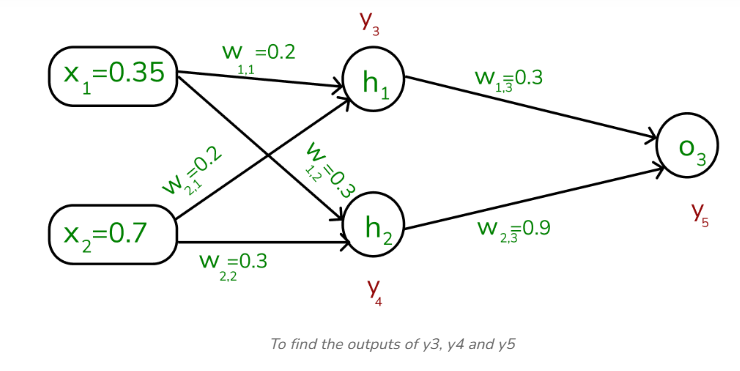 y3
w1,1=0.2
x1=0.35
h1
w1,3=0.3
w2,1=0.2
w1,2=0.3
o3
x2=0.7
h2
w2,3=0.9
y5
w2,2=0.3
y4
To find the outputs of y3, y4 and y5